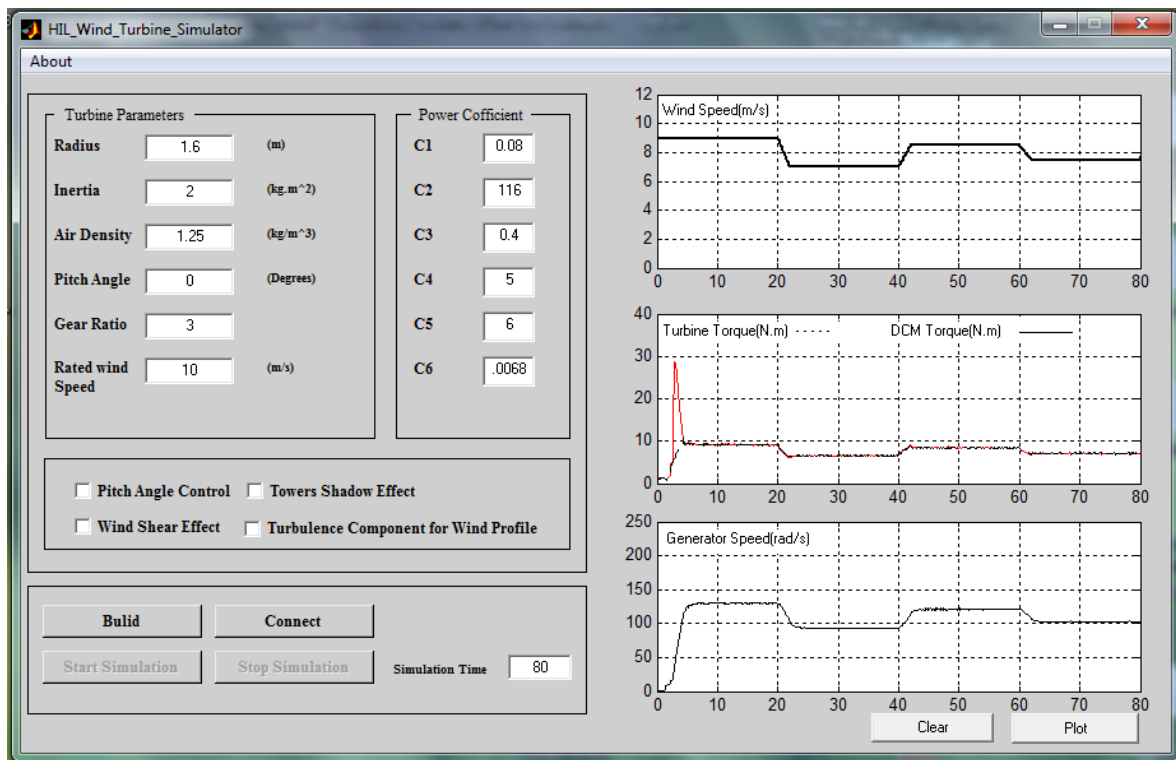 HIL_Wind_Turbine_Simulator
About
Turbine Parameters
Radius 1.6 (m)
Inertia 2 (kg.m^2)
Air Density 1.25 (kg/m^3)
Pitch Angle 0 (Degrees)
Gear Ratio 3
Rated wind Speed 10 (m/s)
Power Cofficient
C1 0.08
C2 116
C3 0.4
C4 5
C5 6
C6 .0068
Pitch Angle Control Towers Shadow Effect
Wind Shear Effect Turbulence Component for Wind Profile
Bulid Connect
Start Simulation Stop Simulation Simulation Time 80
Wind Speed(m/s)
12
10
8
6
4
2
0
0 10 20 30 40 50 60 70 80
Turbine Torque(N.m) DCM Torque(N.m)
40
30
20
10
0
0 10 20 30 40 50 60 70 80
Generator Speed(rad/s)
250
200
150
100
50
0
0 10 20 30 40 50 60 70 80
Clear Plot